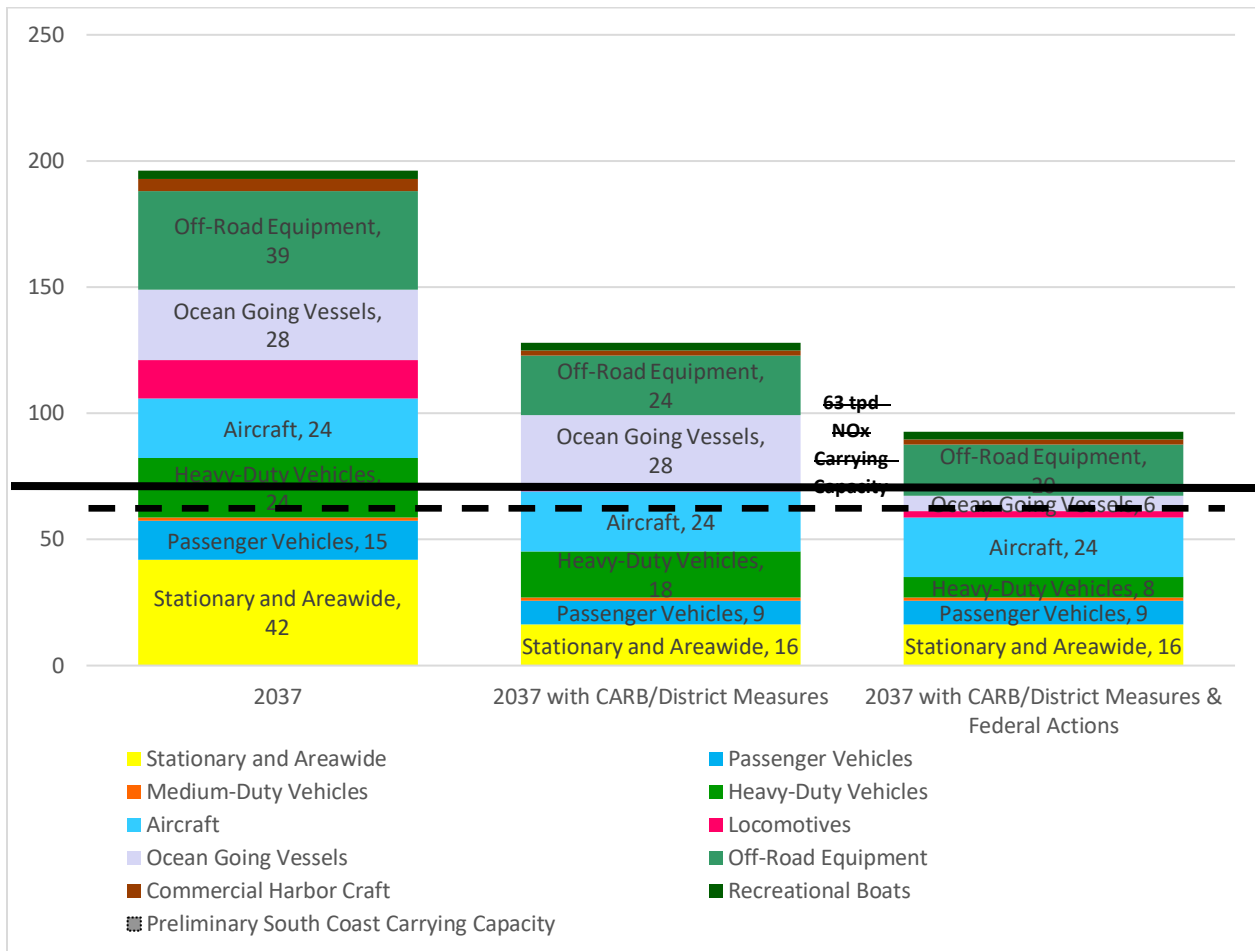 250
200
150
100
50
0
Off-Road Equipment,
39
Ocean Going Vessels,
28
Aircraft, 24
Heavy-Duty Vehicles,
24
Passenger Vehicles, 15
Stationary and Areawide,
42
Off-Road Equipment,
24
Ocean Going Vessels,
28
Aircraft, 24
Heavy-Duty Vehicles,
18
Passenger Vehicles, 9
Stationary and Areawide, 16
63 tpd
NOx
Carrying
Capacity
Off-Road Equipment,
20
Ocean Going Vessels, 6
Aircraft, 24
Heavy-Duty Vehicles, 8
Passenger Vehicles, 9
Stationary and Areawide, 16
2037
2037 with CARB/District Measures
2037 with CARB/District Measures &
Federal Actions
Stationary and Areawide
Passenger Vehicles
Medium-Duty Vehicles
Heavy-Duty Vehicles
Aircraft
Locomotives
Ocean Going Vessels
Off-Road Equipment
Commercial Harbor Craft
Recreational Boats
Preliminary South Coast Carrying Capacity